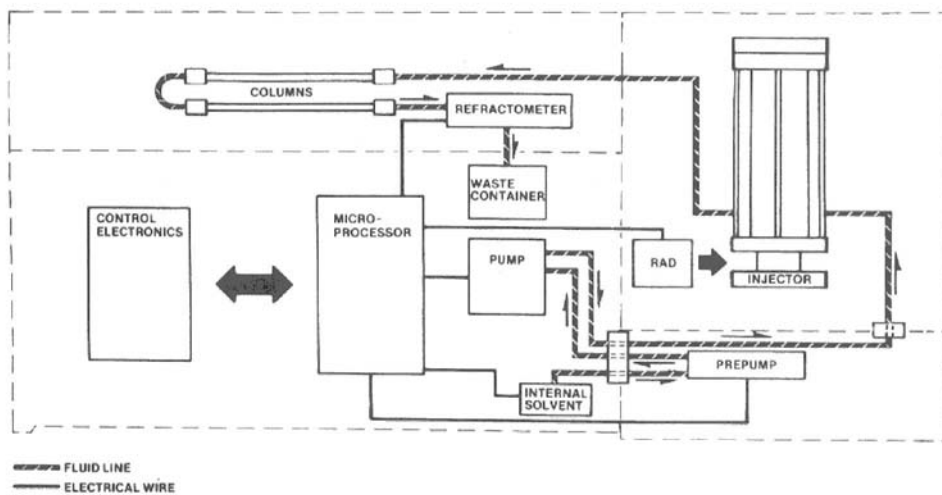 COLUMNS
REFRACTOMETER
WASTE
CONTAINER
CONTROL
ELECTRONICS
MICRO-
PROCESSOR
PUMP
RAD
INJECTOR
PREPUMP
INTERNAL
SOLVENT
FLUID LINE
ELECTRICAL WIRE